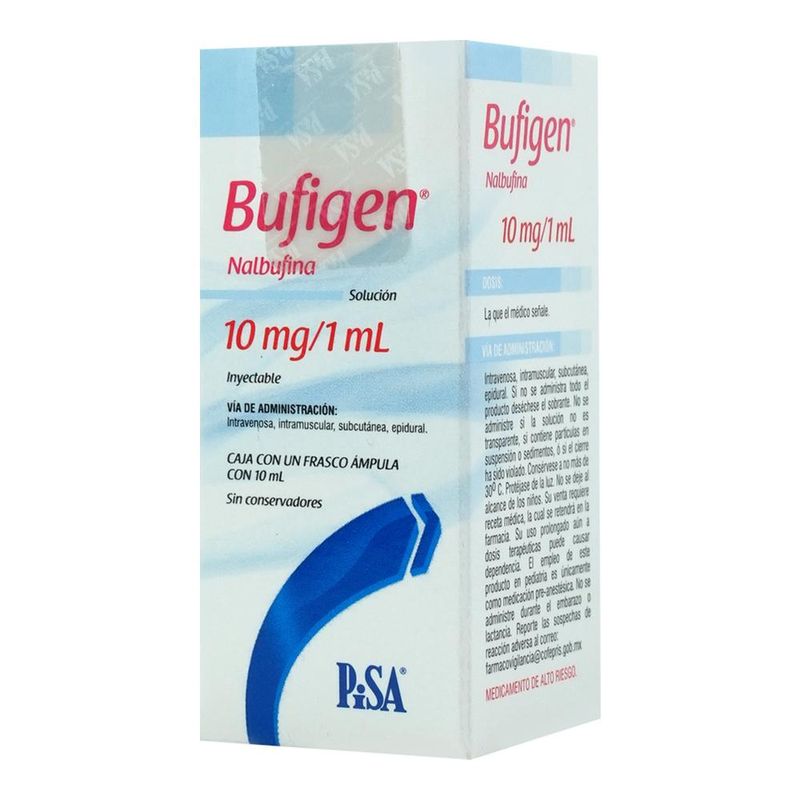 PiSA
PiSA
Bufigen®
Nalbufina
Solución
10 mg/1 mL
Inyectable
VÍA DE ADMINISTRACIÓN:
Intravenosa, intramuscular, subcutánea, epidural.
CAJA CON UN FRASCO ÁMPULA
CON 10 mL
Sin conservadores
PiSA®
Bufigen®
Nalbufina
10 mg/1 mL
DOSIS:
La que el médico señale.
VÍA DE ADMINISTRACIÓN:
Intravenosa, intramuscular, subcutánea,
epidural. Si no se administra todo el
producto deséchese el sobrante. No se
administre si la solución no es
transparente, si contiene partículas en
suspensión o sedimentos, ó si el cierre
ha sido violado. Consérvese a no más de
30º C. Protéjase de la luz. No se deje al
alcance de los niños. Su venta requiere
receta médica, la cual se retendrá en la
farmacia. Su uso prolongado aún a
dosis terapéuticas puede causar
dependencia. El empleo de este
producto en pediatría es únicamente
como medicación pre-anestésica. No se
administre durante el embarazo o
lactancia. Reporte las sospechas de
reacción adversa al correo:
farmacovigilancia@cofepris.gob.mx
MEDICAMENTO DE ALTO RIESGO.